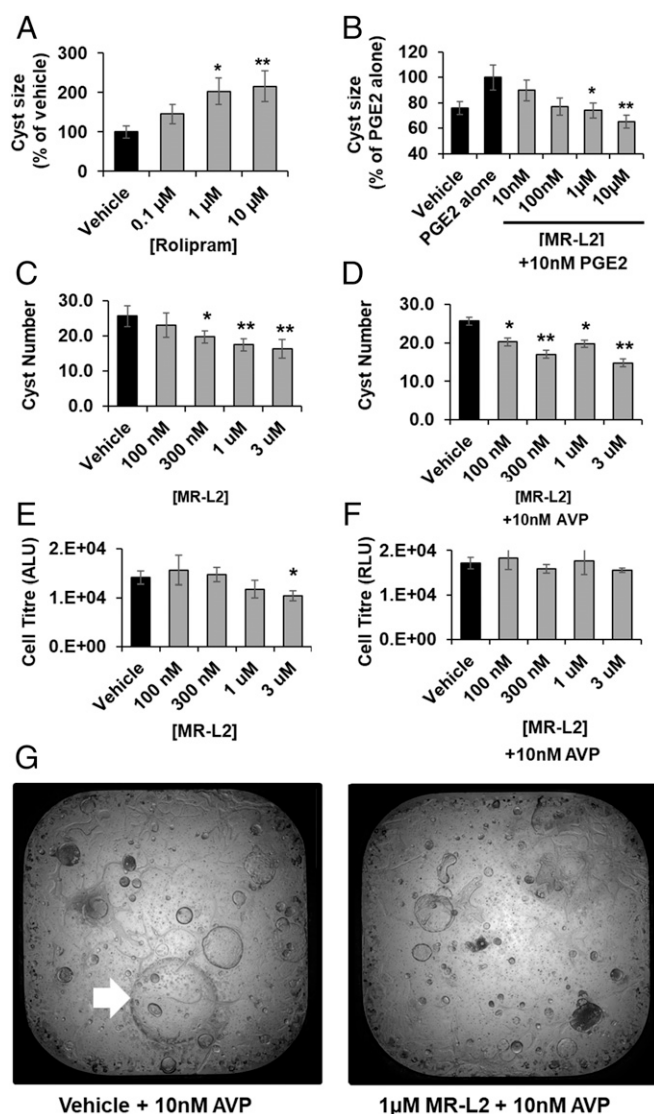 A
Cyst size
(% of vehicle)
300
200
100
0
*
**
Vehicle
0.1 µM
1 µM
10 µM
[Rolipram]
B
Cyst size
(% of PGE2 alone)
120
100
80
60
40
*
**
Vehicle
PGE2 alone
10nM
100nM
1µM
10µM
[MR-L2]
+10nM PGE2
C
Cyst Number
30.0
20.0
10.0
0.0
*
**
**
Vehicle
100 nM
300 nM
1 uM
3 uM
[MR-L2]
D
Cyst Number
30.0
20.0
10.0
0.0
*
**
*
**
Vehicle
100 nM
300 nM
1 uM
3 uM
[MR-L2]
+10nM AVP
E
Cell Titre (ALU)
2.E+04
1.E+04
0.E+00
*
Vehicle
100 nM
300 nM
1 uM
3 uM
[MR-L2]
F
Cell Titre (RLU)
2.E+04
1.E+04
0.E+00
Vehicle
100 nM
300 nM
1 uM
3 uM
[MR-L2]
+10nM AVP
G
Vehicle + 10nM AVP
1µM MR-L2 + 10nM AVP